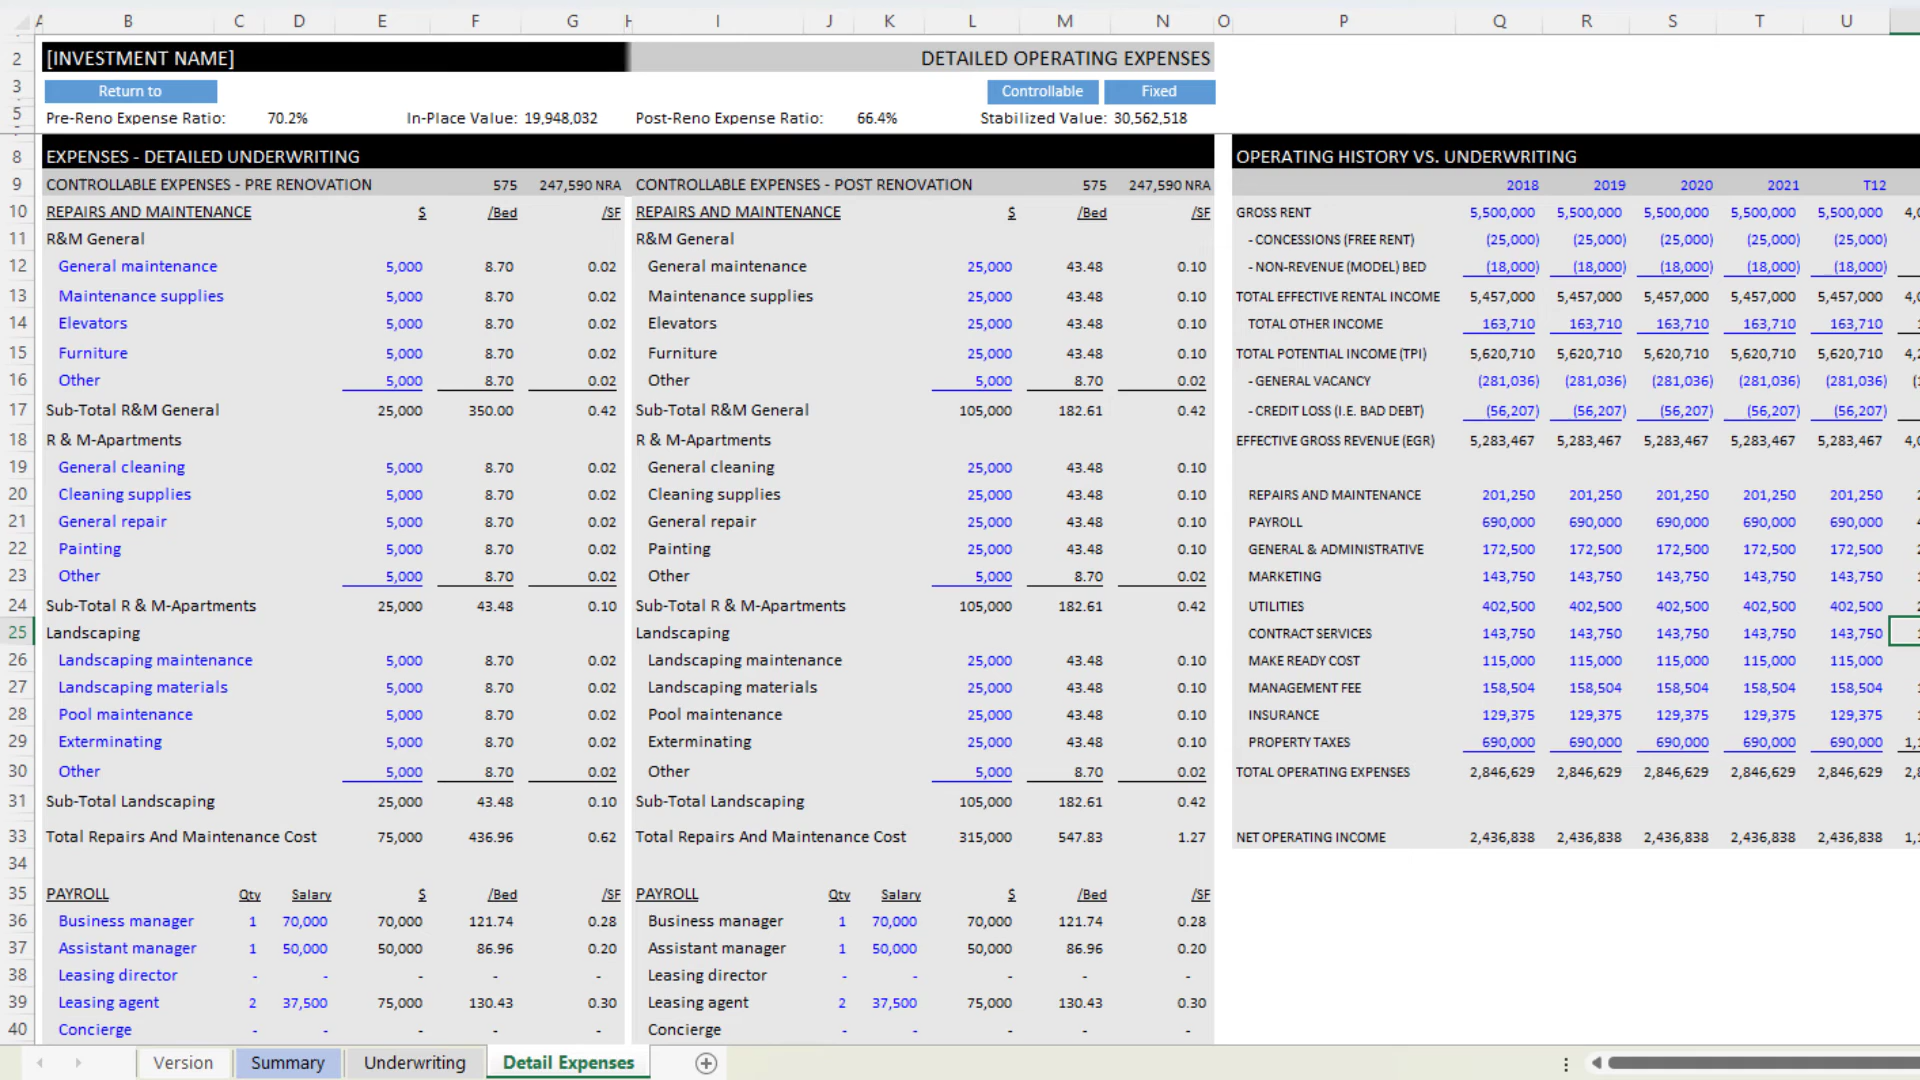 A B C D E F G H I J K L M N O P Q R S T U
2 [INVESTMENT NAME] DETAILED OPERATING EXPENSES
3 Return to Controllable Fixed
5 Pre-Reno Expense Ratio: 70.2% In-Place Value: 19,948,032 Post-Reno Expense Ratio: 66.4% Stabilized Value: 30,562,518
8 EXPENSES - DETAILED UNDERWRITING OPERATING HISTORY VS. UNDERWRITING
9 CONTROLLABLE EXPENSES - PRE RENOVATION 575 247,590 NRA CONTROLLABLE EXPENSES - POST RENOVATION 575 247,590 NRA 2018 2019 2020 2021 T12
10 REPAIRS AND MAINTENANCE $ /Bed /SF REPAIRS AND MAINTENANCE $ /Bed /SF GROSS RENT 5,500,000 5,500,000 5,500,000 5,500,000 5,500,000
11 R&M General R&M General - CONCESSIONS (FREE RENT) (25,000) (25,000) (25,000) (25,000) (25,000)
12 General maintenance 5,000 8.70 0.02 General maintenance 25,000 43.48 0.10 - NON-REVENUE (MODEL) BED (18,000) (18,000) (18,000) (18,000) (18,000)
13 Maintenance supplies 5,000 8.70 0.02 Maintenance supplies 25,000 43.48 0.10 TOTAL EFFECTIVE RENTAL INCOME 5,457,000 5,457,000 5,457,000 5,457,000 5,457,000
14 Elevators 5,000 8.70 0.02 Elevators 25,000 43.48 0.10 TOTAL OTHER INCOME 163,710 163,710 163,710 163,710 163,710
15 Furniture 5,000 8.70 0.02 Furniture 25,000 43.48 0.10 TOTAL POTENTIAL INCOME (TPI) 5,620,710 5,620,710 5,620,710 5,620,710 5,620,710
16 Other 5,000 8.70 0.02 Other 5,000 8.70 0.02 - GENERAL VACANCY (281,036) (281,036) (281,036) (281,036) (281,036)
17 Sub-Total R&M General 25,000 350.00 0.42 Sub-Total R&M General 105,000 182.61 0.42 - CREDIT LOSS (I.E. BAD DEBT) (56,207) (56,207) (56,207) (56,207) (56,207)
18 R & M-Apartments R & M-Apartments EFFECTIVE GROSS REVENUE (EGR) 5,283,467 5,283,467 5,283,467 5,283,467 5,283,467
19 General cleaning 5,000 8.70 0.02 General cleaning 25,000 43.48 0.10
20 Cleaning supplies 5,000 8.70 0.02 Cleaning supplies 25,000 43.48 0.10 REPAIRS AND MAINTENANCE 201,250 201,250 201,250 201,250 201,250
21 General repair 5,000 8.70 0.02 General repair 25,000 43.48 0.10 PAYROLL 690,000 690,000 690,000 690,000 690,000
22 Painting 5,000 8.70 0.02 Painting 25,000 43.48 0.10 GENERAL & ADMINISTRATIVE 172,500 172,500 172,500 172,500 172,500
23 Other 5,000 8.70 0.02 Other 5,000 8.70 0.02 MARKETING 143,750 143,750 143,750 143,750 143,750
24 Sub-Total R & M-Apartments 25,000 43.48 0.10 Sub-Total R & M-Apartments 105,000 182.61 0.42 UTILITIES 402,500 402,500 402,500 402,500 402,500
25 Landscaping Landscaping CONTRACT SERVICES 143,750 143,750 143,750 143,750 143,750
26 Landscaping maintenance 5,000 8.70 0.02 Landscaping maintenance 25,000 43.48 0.10 MAKE READY COST 115,000 115,000 115,000 115,000 115,000
27 Landscaping materials 5,000 8.70 0.02 Landscaping materials 25,000 43.48 0.10 MANAGEMENT FEE 158,504 158,504 158,504 158,504 158,504
28 Pool maintenance 5,000 8.70 0.02 Pool maintenance 25,000 43.48 0.10 INSURANCE 129,375 129,375 129,375 129,375 129,375
29 Exterminating 5,000 8.70 0.02 Exterminating 25,000 43.48 0.10 PROPERTY TAXES 690,000 690,000 690,000 690,000 690,000
30 Other 5,000 8.70 0.02 Other 5,000 8.70 0.02 TOTAL OPERATING EXPENSES 2,846,629 2,846,629 2,846,629 2,846,629 2,846,629
31 Sub-Total Landscaping 25,000 43.48 0.10 Sub-Total Landscaping 105,000 182.61 0.42
33 Total Repairs And Maintenance Cost 75,000 436.96 0.62 Total Repairs And Maintenance Cost 315,000 547.83 1.27 NET OPERATING INCOME 2,436,838 2,436,838 2,436,838 2,436,838 2,436,838
34
35 PAYROLL Qty Salary $ /Bed /SF PAYROLL Qty Salary $ /Bed /SF
36 Business manager 1 70,000 70,000 121.74 0.28 Business manager 1 70,000 70,000 121.74 0.28
37 Assistant manager 1 50,000 50,000 86.96 0.20 Assistant manager 1 50,000 50,000 86.96 0.20
38 Leasing director - - - - - Leasing director - - - - -
39 Leasing agent 2 37,500 75,000 130.43 0.30 Leasing agent 2 37,500 75,000 130.43 0.30
40 Concierge - - - - - Concierge - - - - -
Version Summary Underwriting Detail Expenses